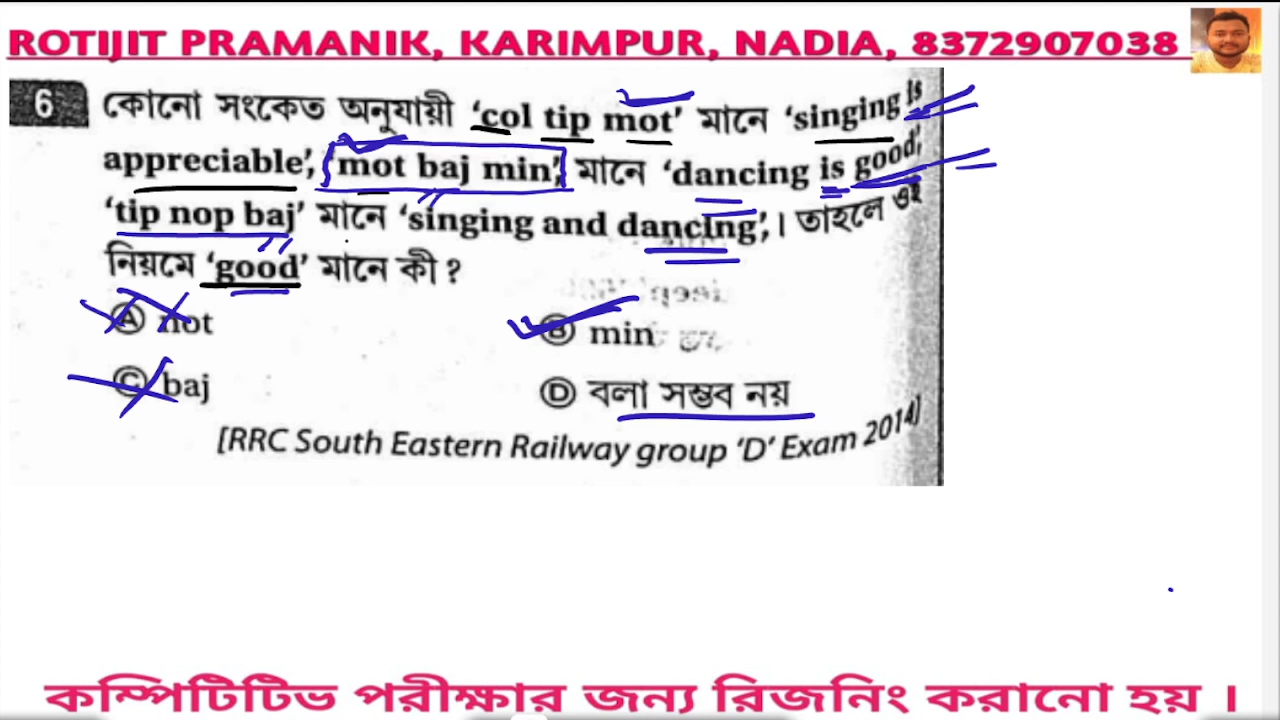 ROTIJIT PRAMANIK, KARIMPUR, NADIA, 8372907038
6 কোনো সংকেত অনুযায়ী ‘col tip mot’ মানে ‘singing is
appreciable’, ‘mot baj min’, মানে ‘dancing is good,’
‘tip nop baj’ মানে ‘singing and dancing’,। তাহলে ওই
নিয়মে ‘good’ মানে কী ?
Ⓐ not
Ⓑ min
Ⓒ baj
Ⓓ বলা সম্ভব নয়
[RRC South Eastern Railway group ‘D’ Exam 2014]
কম্পিটিটিভ পরীক্ষার জন্য রিজনিং করানো হয় ।